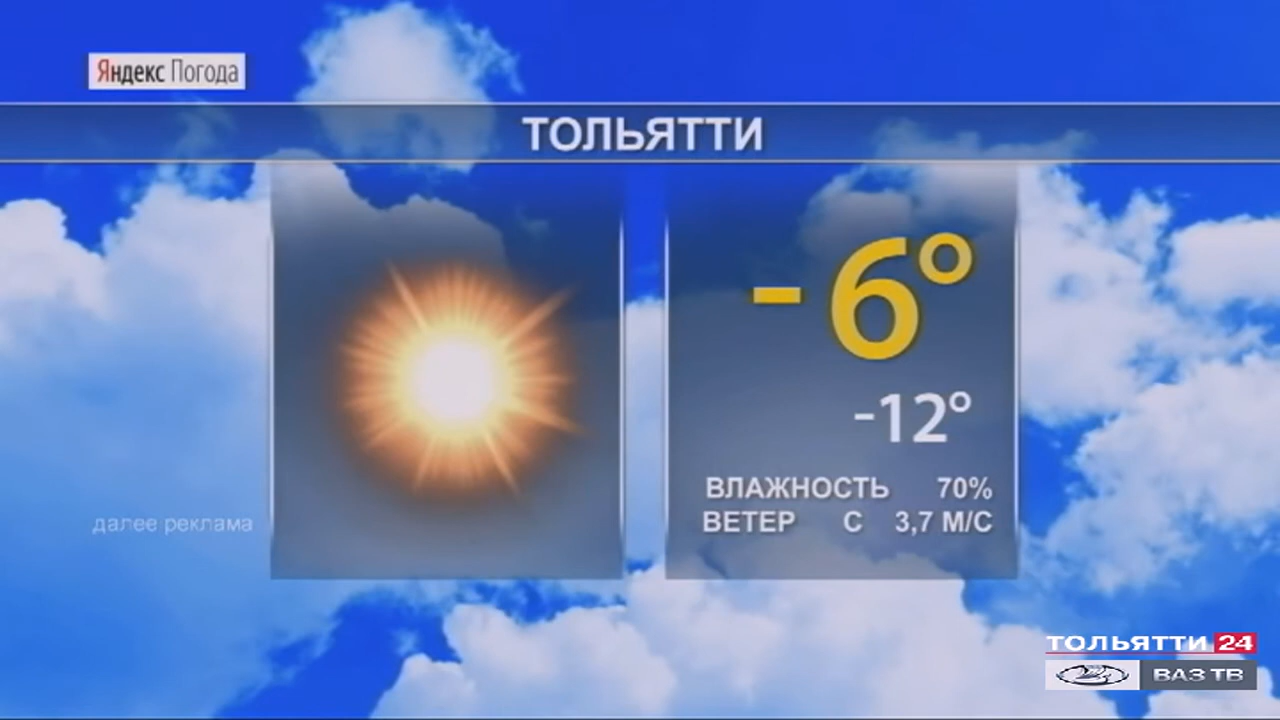 Яндекс Погода
ТОЛЬЯТТИ
-6°
-12°
ВЛАЖНОСТЬ 70%
ВЕТЕР С 3,7 М/С
далее реклама
ТОЛЬЯТТИ 24
ВАЗ ТВ